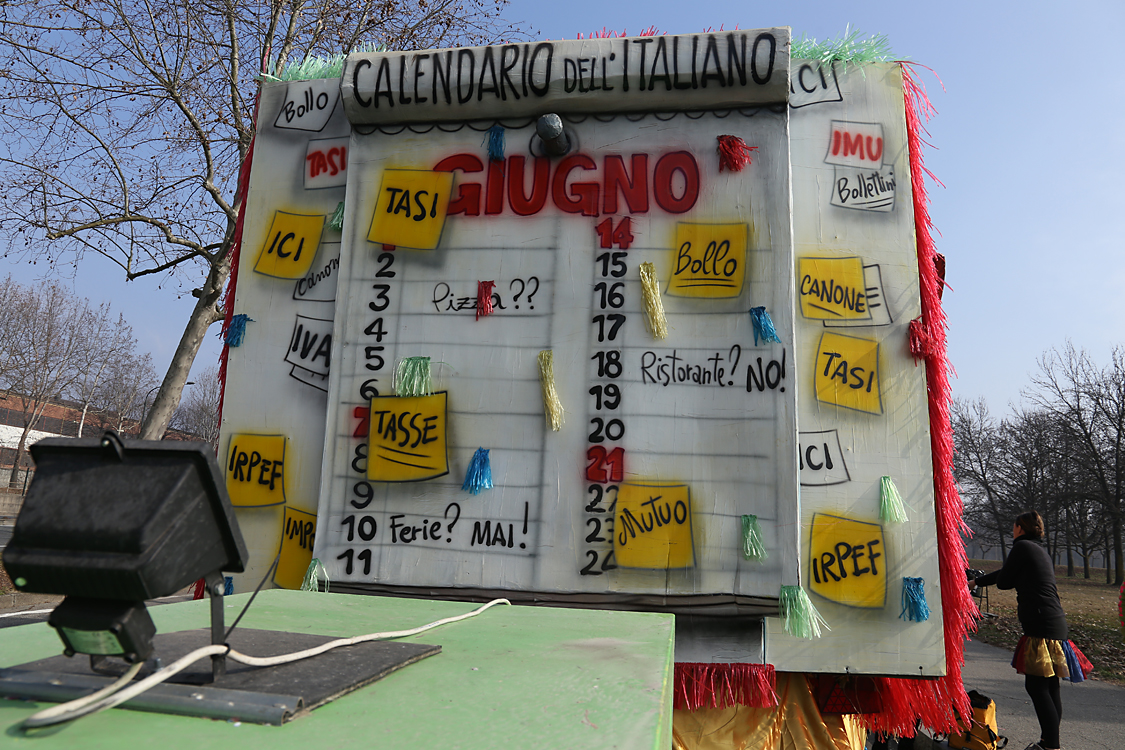 CALENDARIO DELL'ITALIANO
Bollo
TASI
ICI
IVA
IRPEF
GIUGNO
TASI
2
3 Pizza??
4
5
6
TASSE
8
9
10 Ferie? MAI!
11
14
Bollo
15
16
17
18 Ristorante? NO!
19
20
21
22
Mutuo
23
24
ICI
IMU
Bollettini
CANONE
TASI
ICI
IRPEF